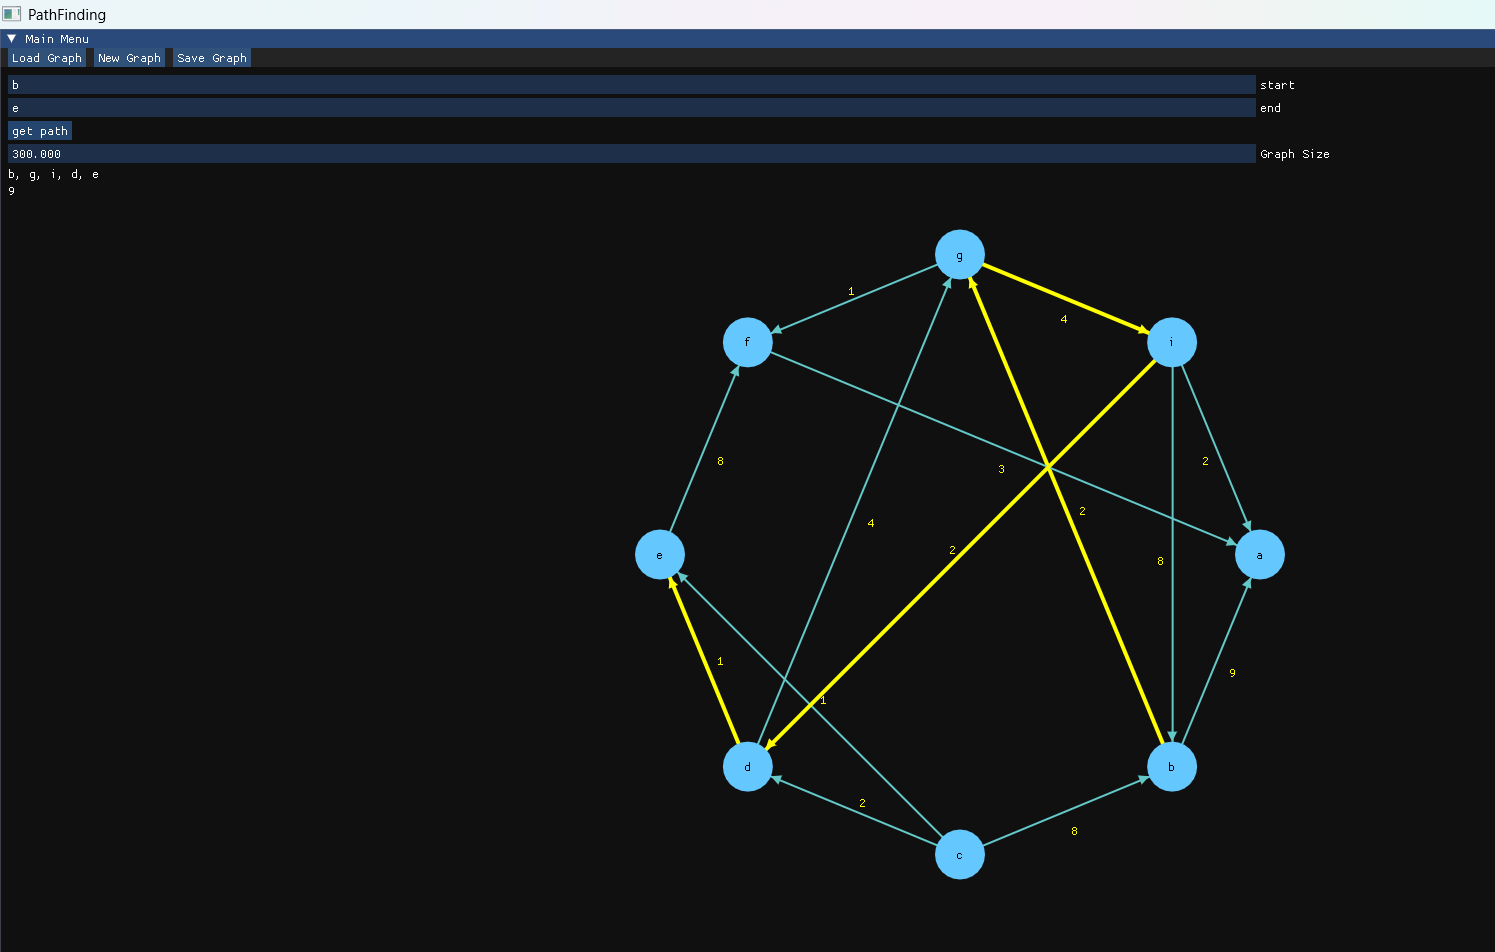 PathFinding
Main Menu
Load Graph New Graph Save Graph
b start
e end
get path
300.000 Graph Size
b, g, i, d, e
9
g
1
4
f
i
8
3
2
4
2
2
8
e
a
1
9
1
d
b
2
8
c